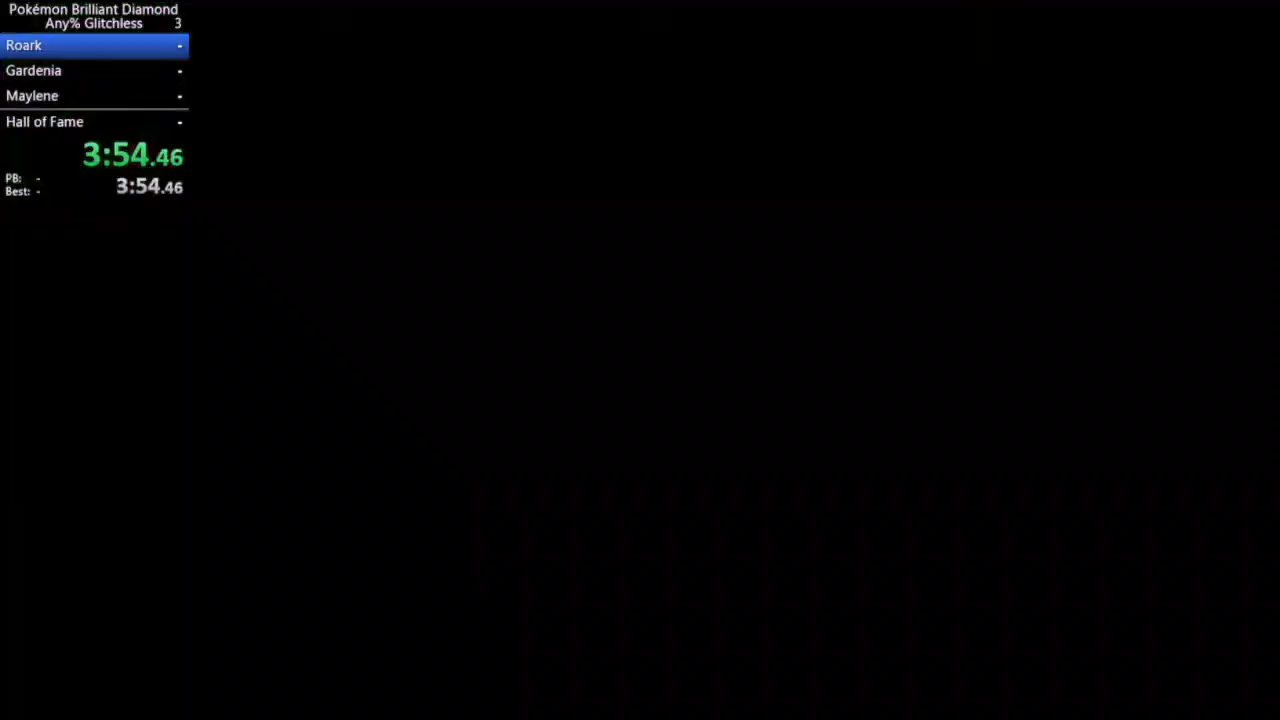 Pokémon Brilliant Diamond
Any% Glitchless 3
Roark -
Gardenia -
Maylene -
Hall of Fame -
3:54.46
PB: - 3:54.46
Best: -